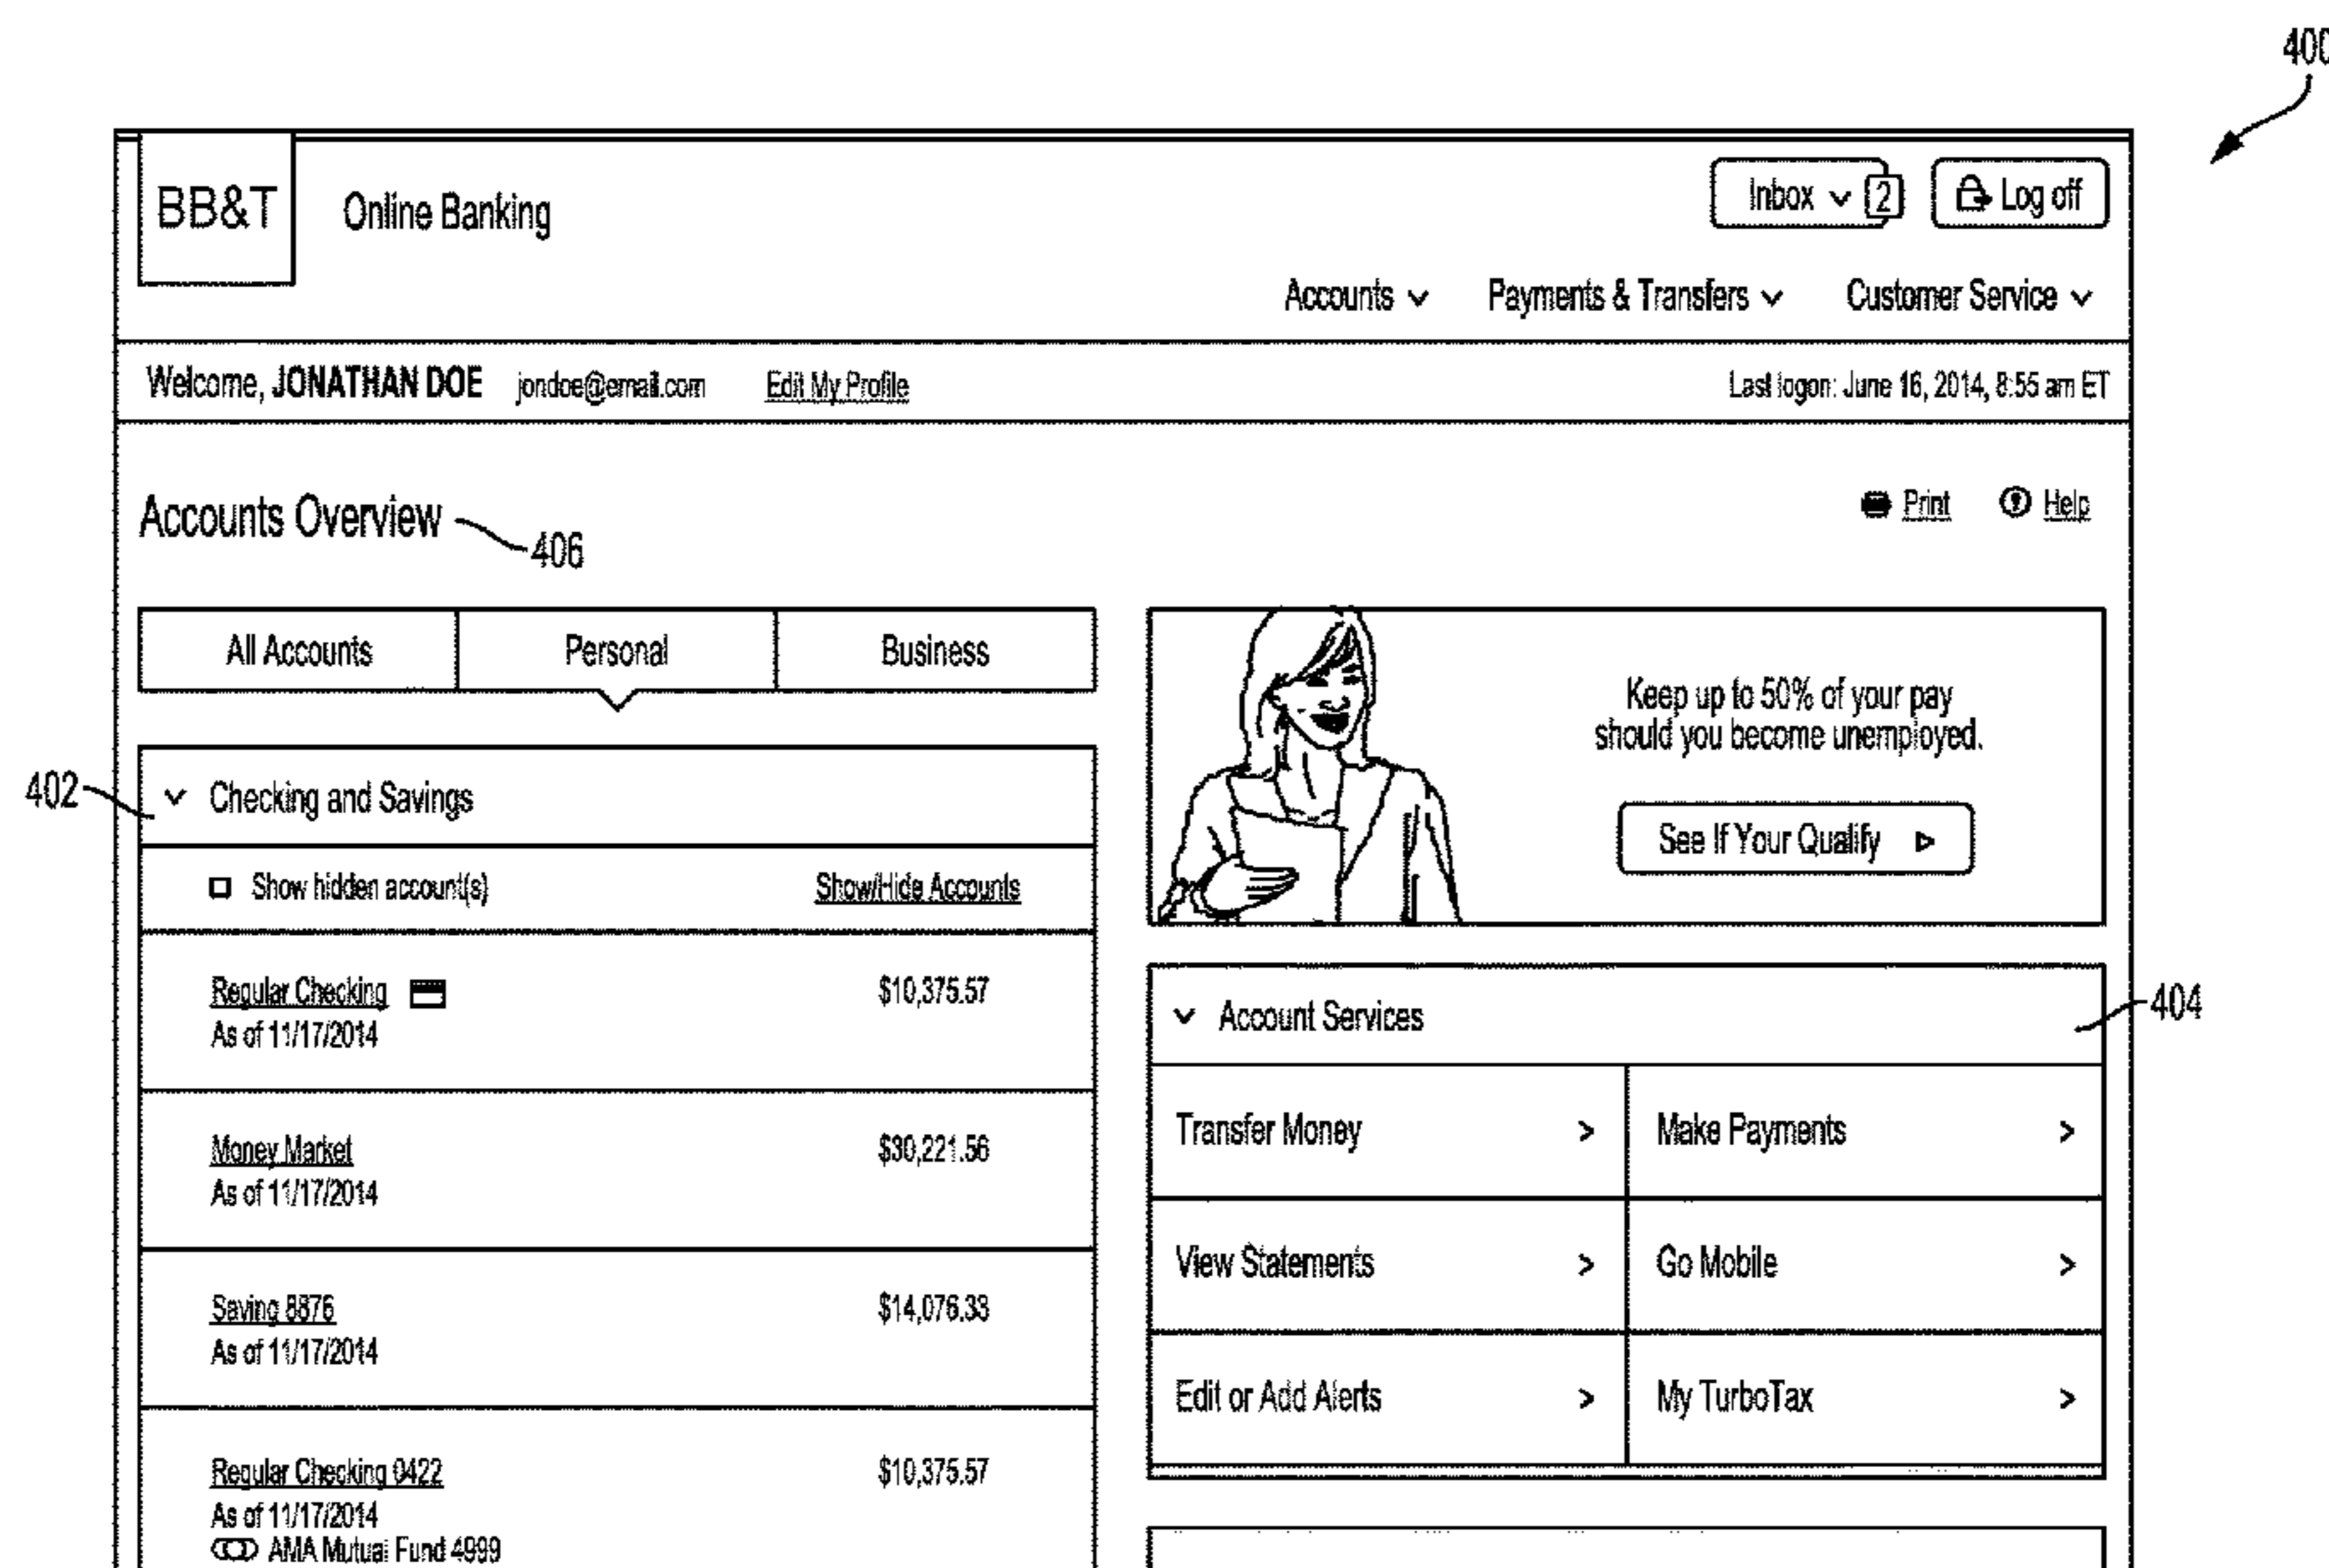 400
BB&T
Online Banking
Inbox 2
Log off
Accounts
Payments & Transfers
Customer Service
Welcome, JONATHAN DOE jondoe@email.com Edit My Profile
Last logon: June 16, 2014, 8:55 am ET
Accounts Overview
406
Print
Help
All Accounts
Personal
Business
402
Checking and Savings
Show hidden account(s)
Show/Hide Accounts
Regular Checking $10,375.57
As of 11/17/2014
Money Market $30,221.56
As of 11/17/2014
Saving 8876 $14,076.33
As of 11/17/2014
Regular Checking 0422 $10,375.57
As of 11/17/2014
AMA Mutual Fund 4999
Keep up to 50% of your pay
should you become unemployed.
See If Your Qualify
Account Services
404
Transfer Money
Make Payments
View Statements
Go Mobile
Edit or Add Alerts
My TurboTax